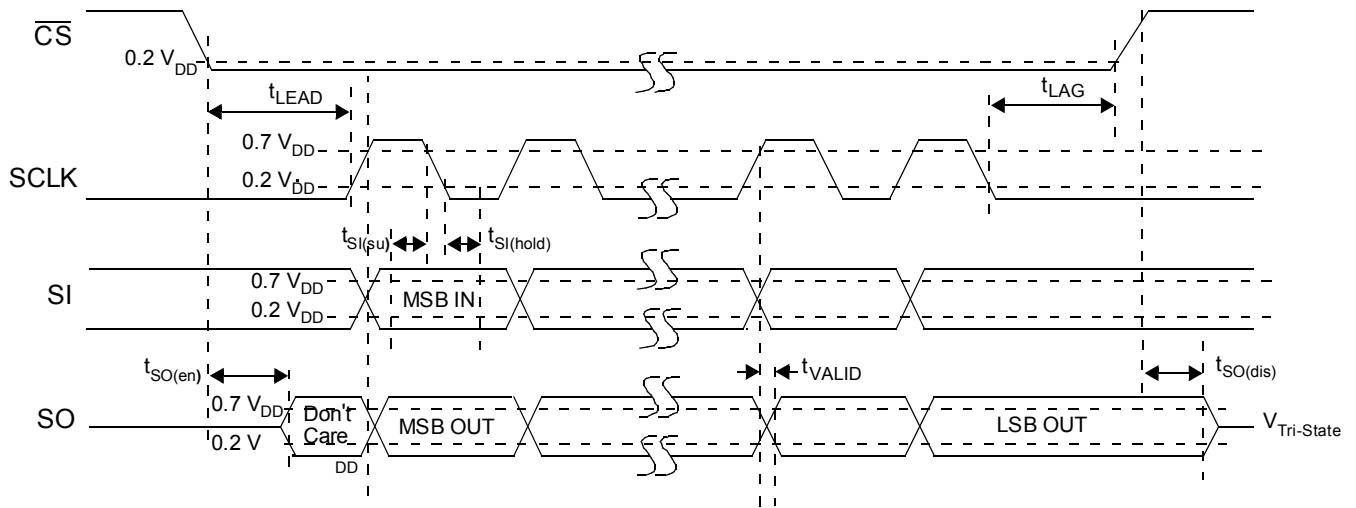 CS
0.2 VDD
tLEAD
tLAG
0.7 VDD
SCLK
0.2 VDD
tSI(su)
tSI(hold)
SI
0.7 VDD
MSB IN
0.2 VDD
tSO(en)
tVALID
tSO(dis)
0.7 VDD
Don't
SO
MSB OUT
LSB OUT
VTri-State
0.2 V
Care
DD